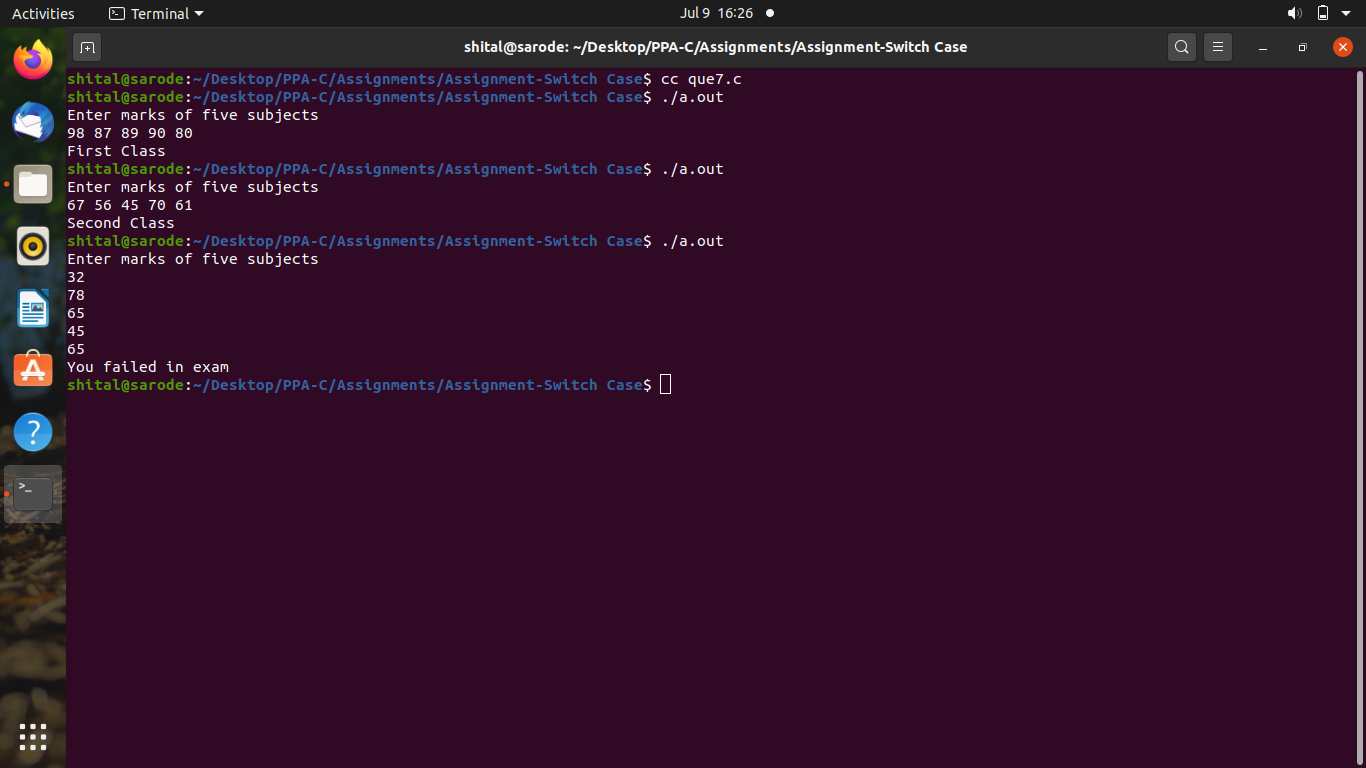 Activities Terminal Jul 9 16:26
shital@sarode: ~/Desktop/PPA-C/Assignments/Assignment-Switch Case
shital@sarode:~/Desktop/PPA-C/Assignments/Assignment-Switch Case$ cc que7.c
shital@sarode:~/Desktop/PPA-C/Assignments/Assignment-Switch Case$ ./a.out
Enter marks of five subjects
98 87 89 90 80
First Class
shital@sarode:~/Desktop/PPA-C/Assignments/Assignment-Switch Case$ ./a.out
Enter marks of five subjects
67 56 45 70 61
Second Class
shital@sarode:~/Desktop/PPA-C/Assignments/Assignment-Switch Case$ ./a.out
Enter marks of five subjects
32
78
65
45
65
You failed in exam
shital@sarode:~/Desktop/PPA-C/Assignments/Assignment-Switch Case$